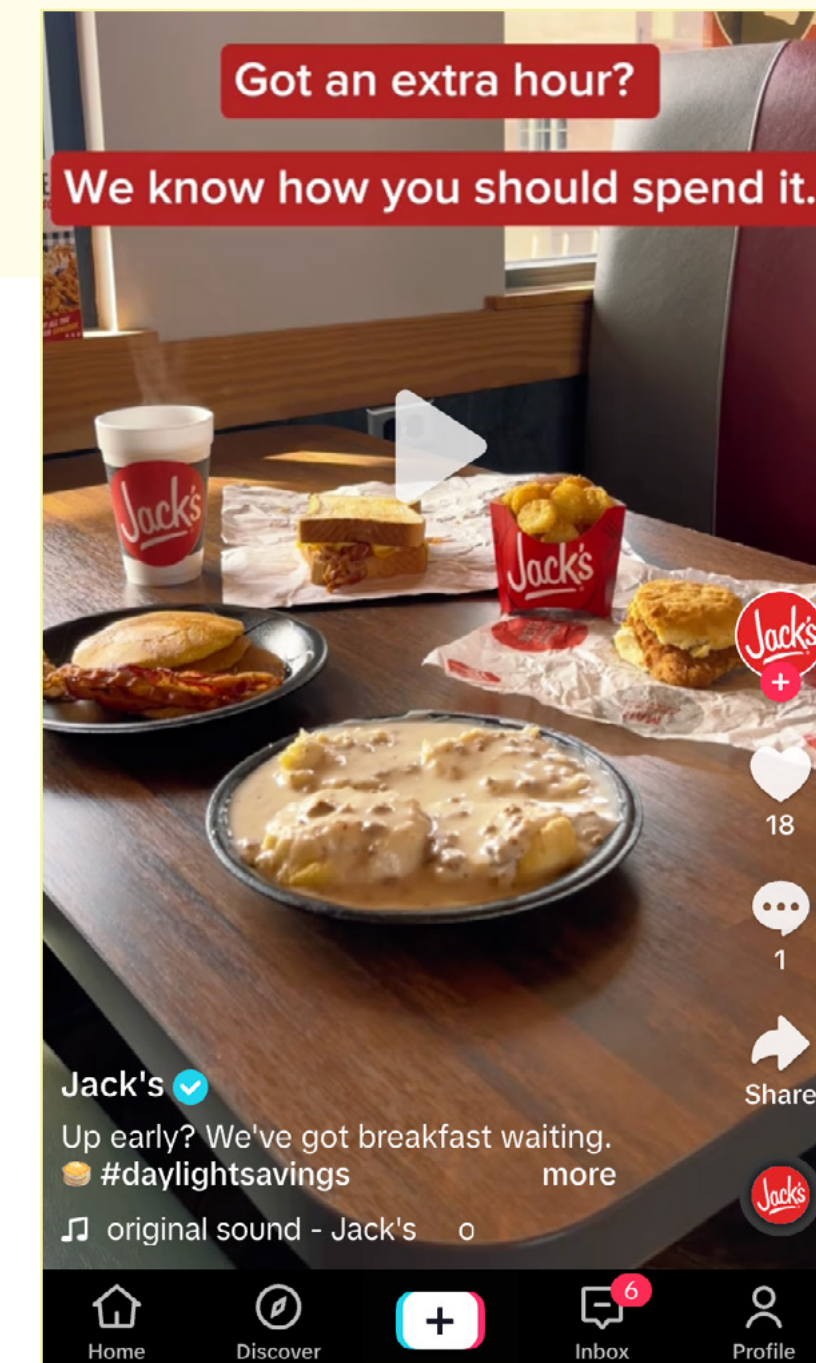 Got an extra hour?
We know how you should spend it.
Jack's
Jack's
Jack's
18
1
Share
Jack's
Up early? We've got breakfast waiting.
🥞 #daylightsavings more
original sound - Jack's o
Jack's
6
Home Discover Inbox Profile